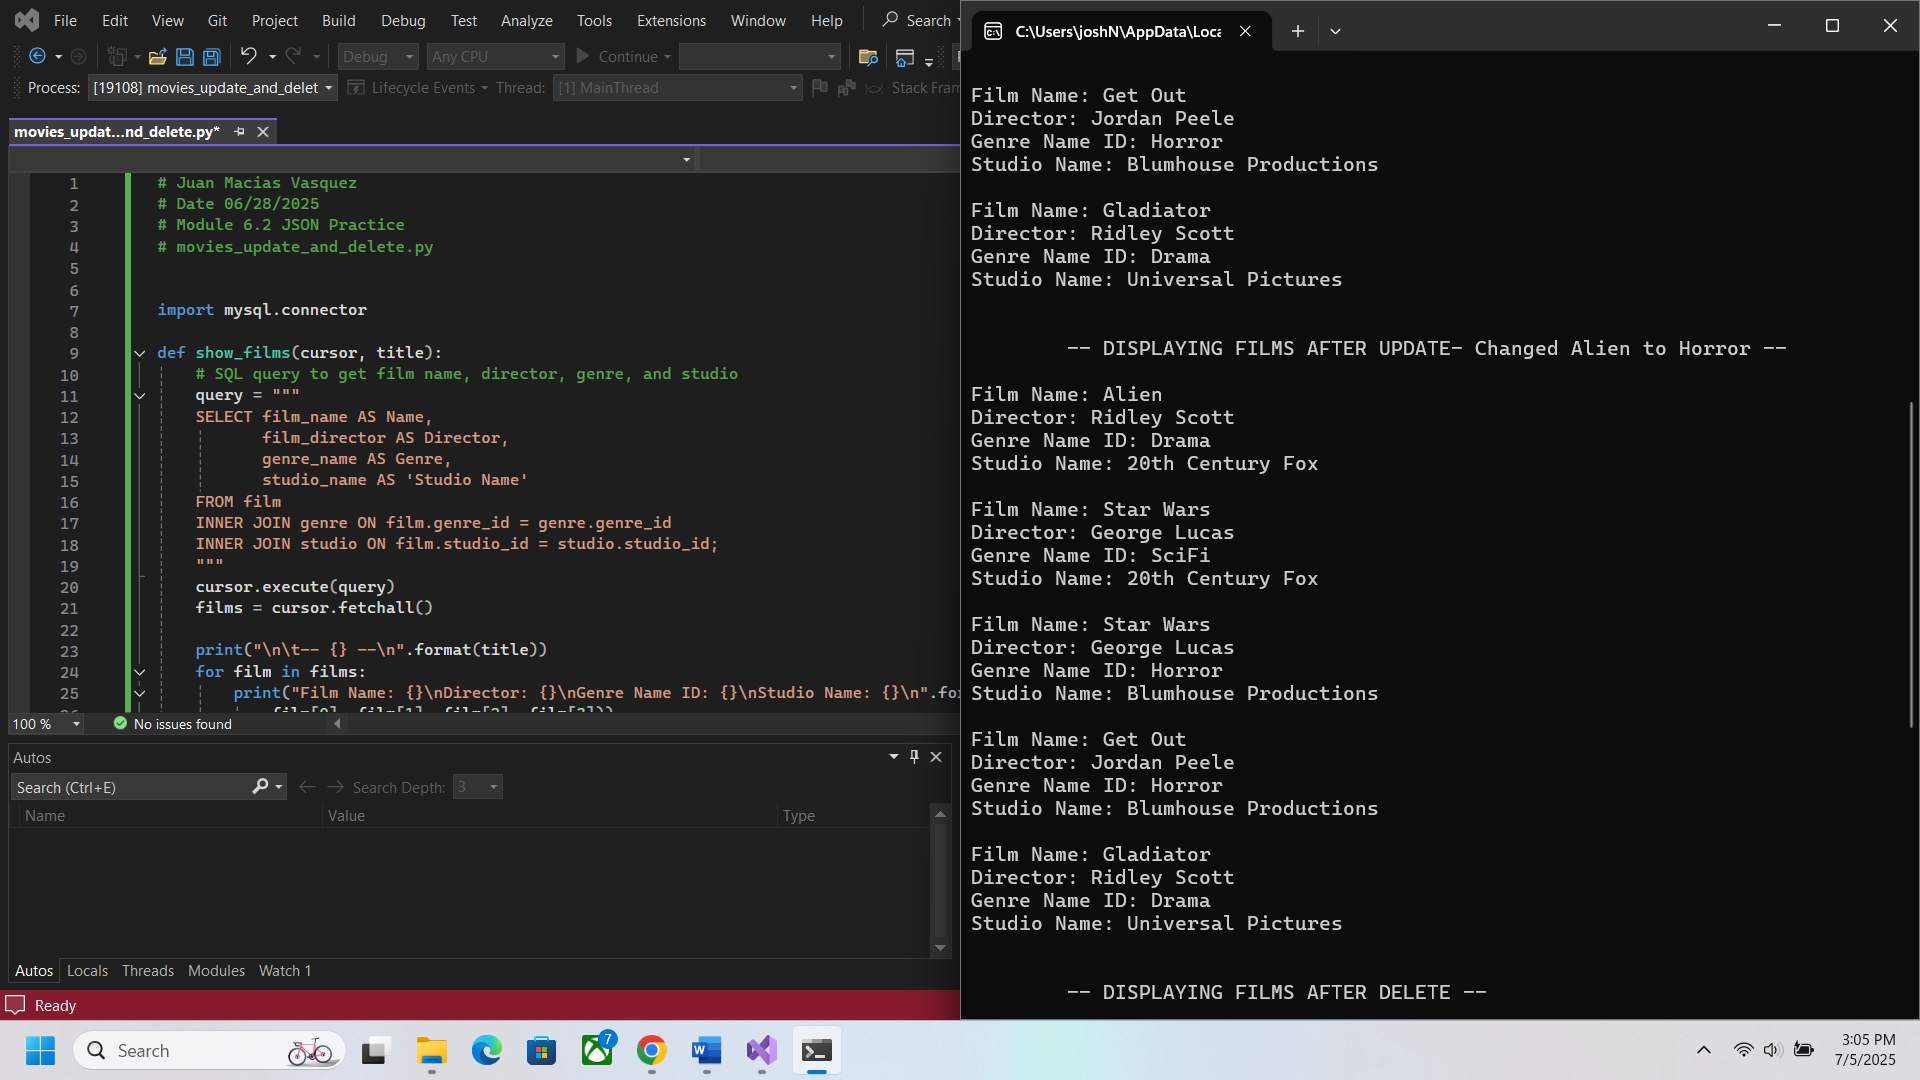 File Edit View Git Project Build Debug Test Analyze Tools Extensions Window Help Search
Debug Any CPU Continue
Process: [19108] movies_update_and_delet Lifecycle Events Thread: [1] MainThread Stack Fram
movies_updat...nd_delete.py*
1 # Juan Macias Vasquez
2 # Date 06/28/2025
3 # Module 6.2 JSON Practice
4 # movies_update_and_delete.py
5
6
7 import mysql.connector
8
9 def show_films(cursor, title):
10 # SQL query to get film name, director, genre, and studio
11 query = """
12 SELECT film_name AS Name,
13 film_director AS Director,
14 genre_name AS Genre,
15 studio_name AS 'Studio Name'
16 FROM film
17 INNER JOIN genre ON film.genre_id = genre.genre_id
18 INNER JOIN studio ON film.studio_id = studio.studio_id;
19 """
20 cursor.execute(query)
21 films = cursor.fetchall()
22
23 print("\n\t-- {} --\n".format(title))
24 for film in films:
25 print("Film Name: {}\nDirector: {}\nGenre Name ID: {}\nStudio Name: {}\n".fo
100 % No issues found
Autos
Search (Ctrl+E) Search Depth: 3
Name Value Type
Autos Locals Threads Modules Watch 1
Ready
C:\Users\joshN\AppData\Loca
Film Name: Get Out
Director: Jordan Peele
Genre Name ID: Horror
Studio Name: Blumhouse Productions
Film Name: Gladiator
Director: Ridley Scott
Genre Name ID: Drama
Studio Name: Universal Pictures
-- DISPLAYING FILMS AFTER UPDATE- Changed Alien to Horror --
Film Name: Alien
Director: Ridley Scott
Genre Name ID: Drama
Studio Name: 20th Century Fox
Film Name: Star Wars
Director: George Lucas
Genre Name ID: SciFi
Studio Name: 20th Century Fox
Film Name: Star Wars
Director: George Lucas
Genre Name ID: Horror
Studio Name: Blumhouse Productions
Film Name: Get Out
Director: Jordan Peele
Genre Name ID: Horror
Studio Name: Blumhouse Productions
Film Name: Gladiator
Director: Ridley Scott
Genre Name ID: Drama
Studio Name: Universal Pictures
-- DISPLAYING FILMS AFTER DELETE --
Search
7
3:05 PM
7/5/2025